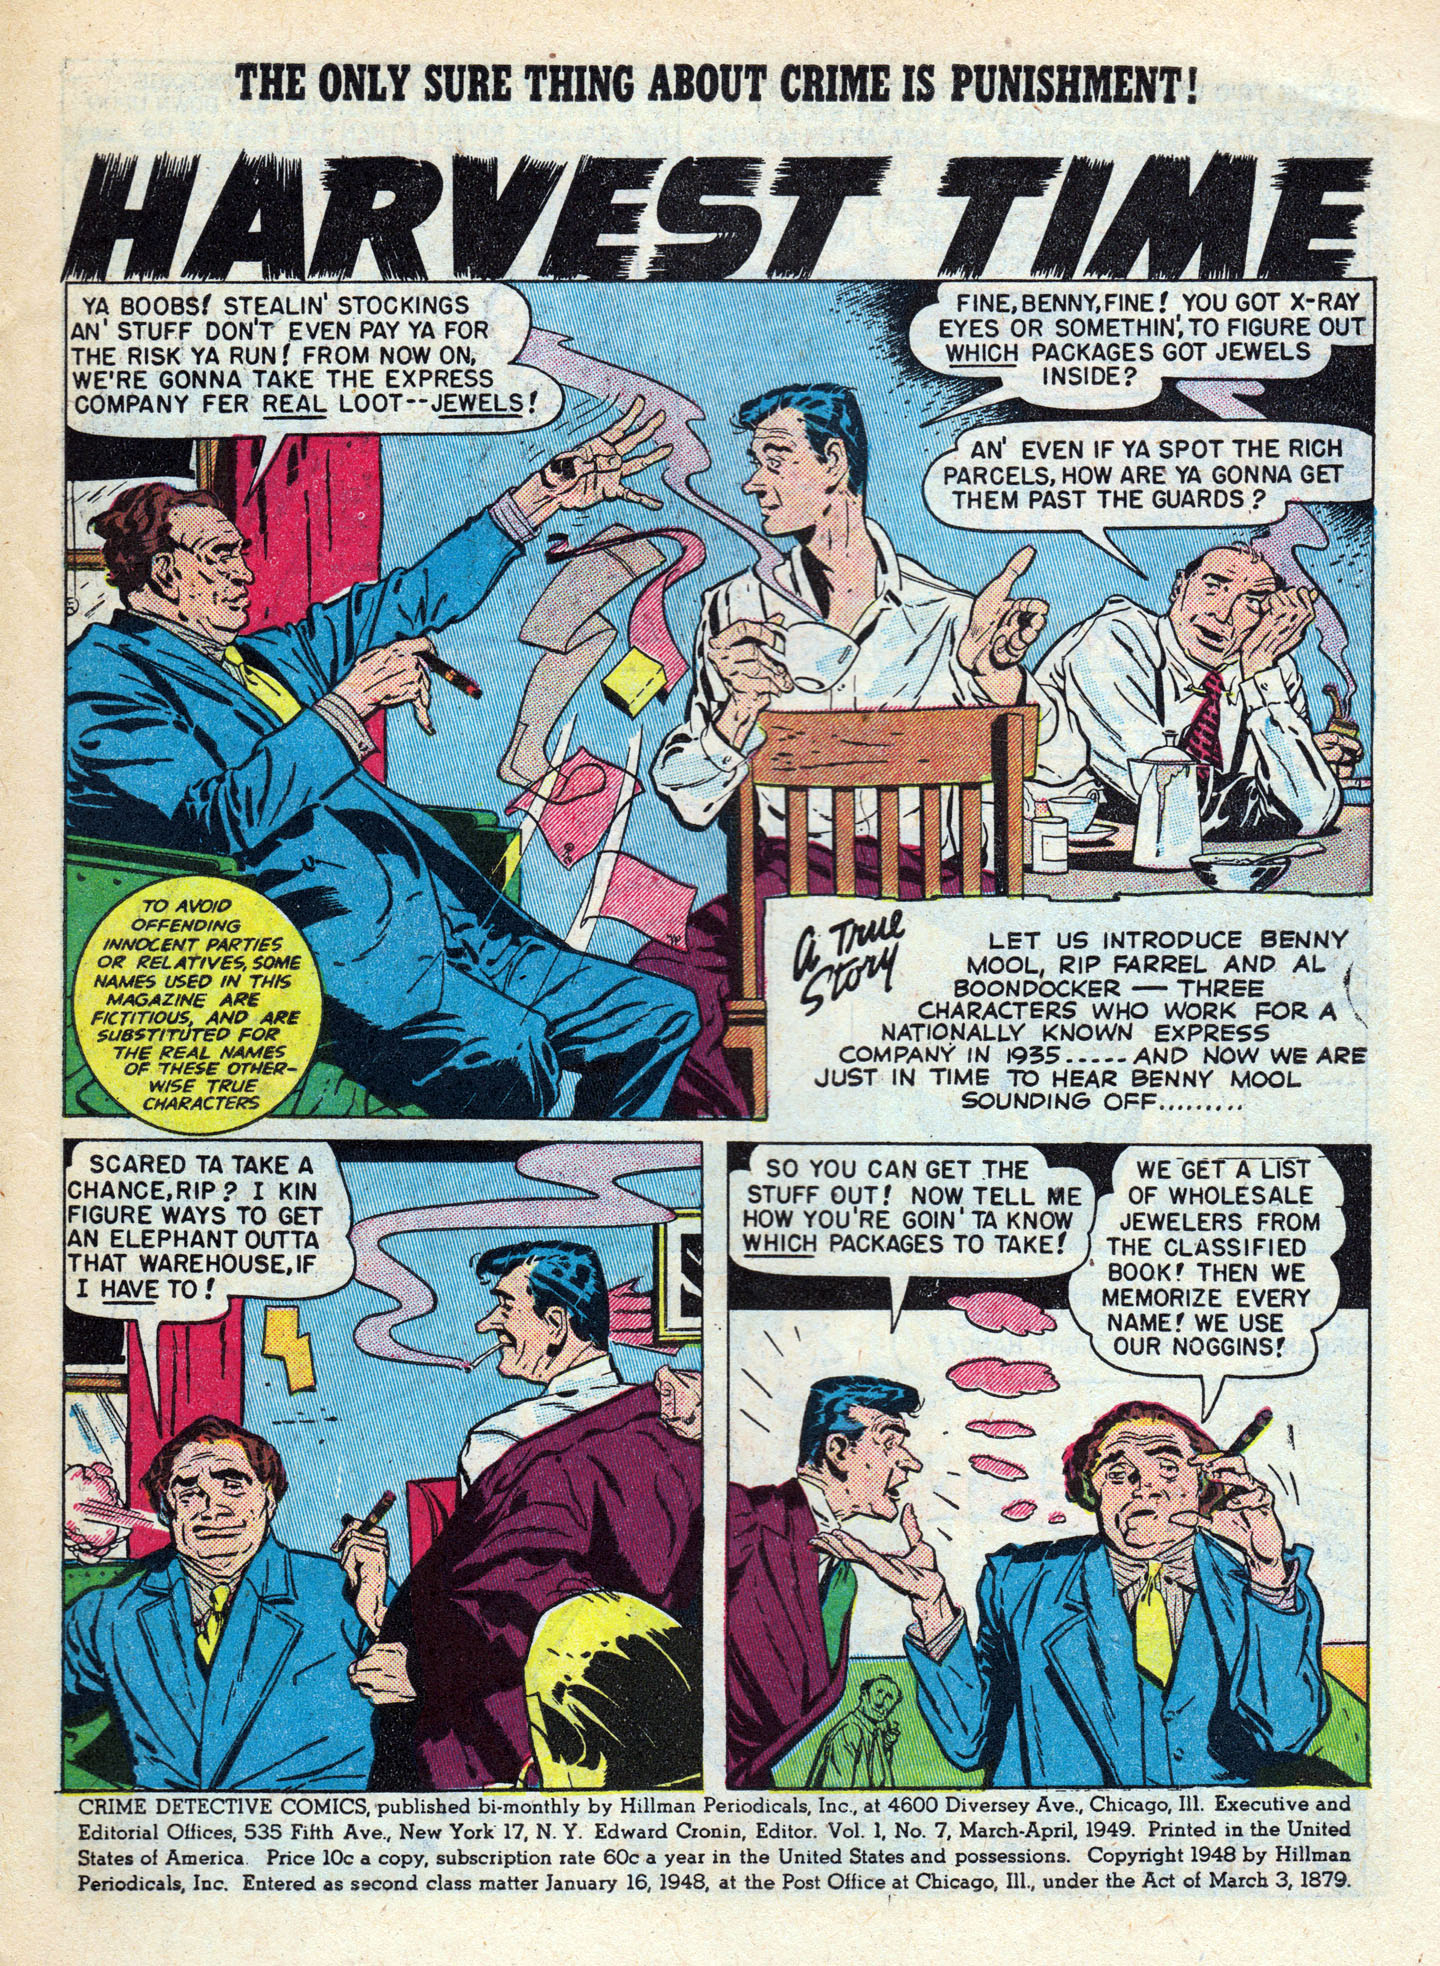 THE ONLY SURE THING ABOUT CRIME IS PUNISHMENT!
HARVEST TIME
YA BOOBS! STEALIN' STOCKINGS
AN' STUFF DON'T EVEN PAY YA FOR
THE RISK YA RUN! FROM NOW ON,
WE'RE GONNA TAKE THE EXPRESS
COMPANY FER REAL LOOT--JEWELS!
FINE, BENNY, FINE! YOU GOT X-RAY
EYES OR SOMETHIN', TO FIGURE OUT
WHICH PACKAGES GOT JEWELS
INSIDE?
AN' EVEN IF YA SPOT THE RICH
PARCELS, HOW ARE YA GONNA GET
THEM PAST THE GUARDS?
TO AVOID
OFFENDING
INNOCENT PARTIES
OR RELATIVES, SOME
NAMES USED IN THIS
MAGAZINE ARE
FICTITIOUS, AND ARE
SUBSTITUTED FOR
THE REAL NAMES
OF THESE OTHER-
WISE TRUE
CHARACTERS
A TRUE
STORY
LET US INTRODUCE BENNY
MOOL, RIP FARREL AND AL
BOONDOCKER — THREE
CHARACTERS WHO WORK FOR A
NATIONALLY KNOWN EXPRESS
COMPANY IN 1935.....AND NOW WE ARE
JUST IN TIME TO HEAR BENNY MOOL
SOUNDING OFF.........
SCARED TA TAKE A
CHANCE, RIP? I KIN
FIGURE WAYS TO GET
AN ELEPHANT OUTTA
THAT WAREHOUSE, IF
I HAVE TO!
SO YOU CAN GET THE
STUFF OUT! NOW TELL ME
HOW YOU'RE GOIN' TA KNOW
WHICH PACKAGES TO TAKE!
WE GET A LIST
OF WHOLESALE
JEWELERS FROM
THE CLASSIFIED
BOOK! THEN WE
MEMORIZE EVERY
NAME! WE USE
OUR NOGGINS!
CRIME DETECTIVE COMICS, published bi-monthly by Hillman Periodicals, Inc., at 4600 Diversey Ave., Chicago, Ill. Executive and
Editorial Offices, 535 Fifth Ave., New York 17, N. Y. Edward Cronin, Editor. Vol. 1, No. 7, March-April, 1949. Printed in the United
States of America. Price 10c a copy, subscription rate 60c a year in the United States and possessions. Copyright 1948 by Hillman
Periodicals, Inc. Entered as second class matter January 16, 1948, at the Post Office at Chicago, Ill., under the Act of March 3, 1879.